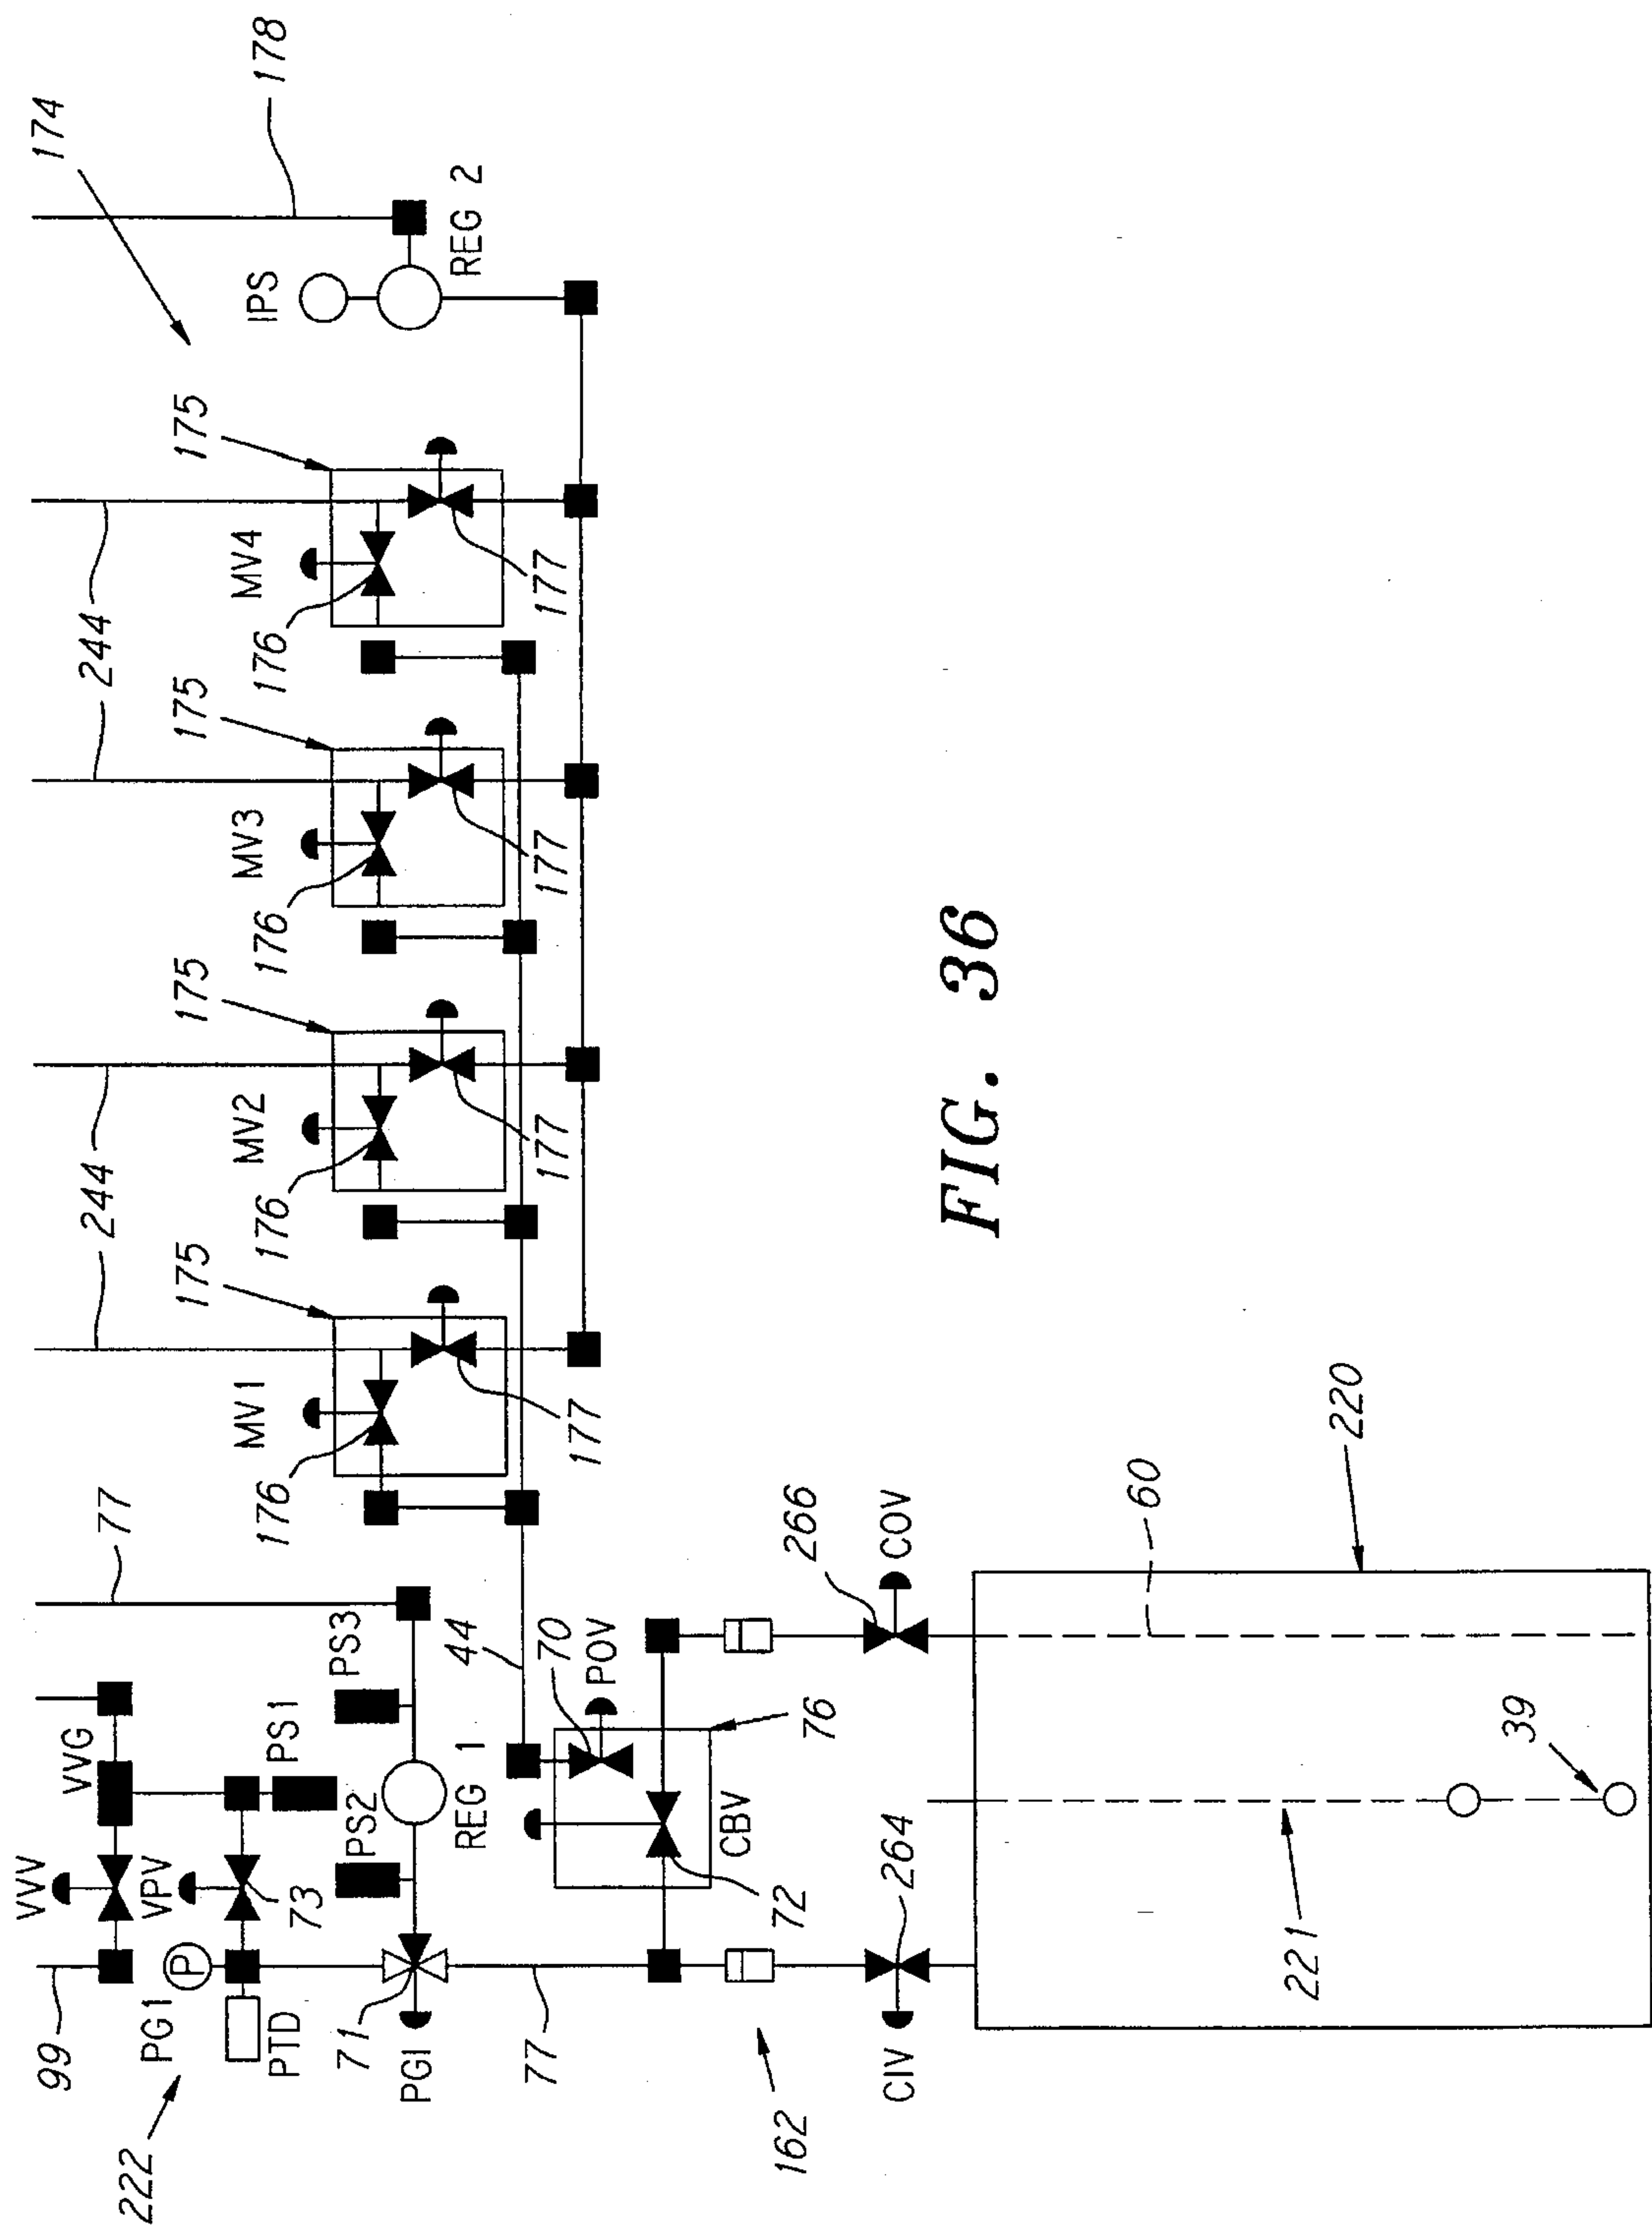 174
178
IPS
REG 2
175
244
MV4
176
177
175
MV3
176
177
175
244
MV2
176
177
175
MV1
176
177
77
44
VVG
PS1
PS3
PS2
REG 1
VVV
VPV
73
99
PG1
P
PTD
222
71
PG1
77
70
POV
76
CBV
72
162
266
COV
264
CIV
60
220
221
39
FIG. 36